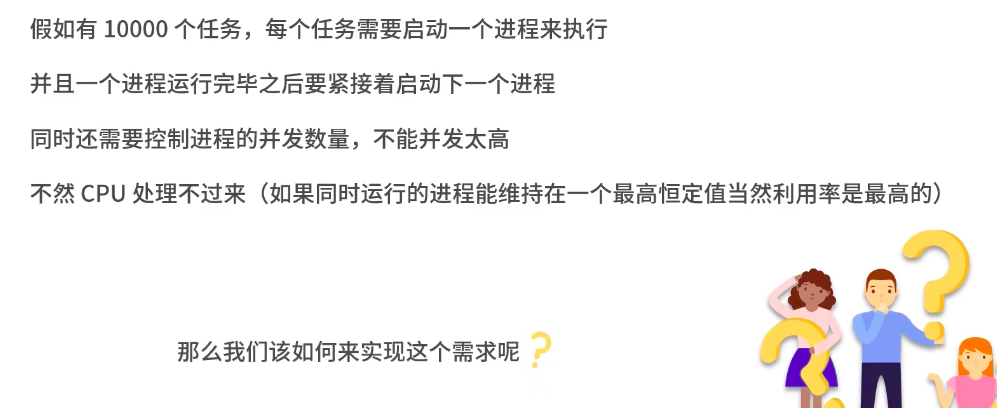 假如有 10000 个任务，每个任务需要启动一个进程来执行
并且一个进程运行完毕之后要紧接着启动下一个进程
同时还需要控制进程的并发数量，不能并发太高
不然 CPU 处理不过来（如果同时运行的进程能维持在一个最高恒定值当然利用率是最高的）
那么我们该如何来实现这个需求呢？